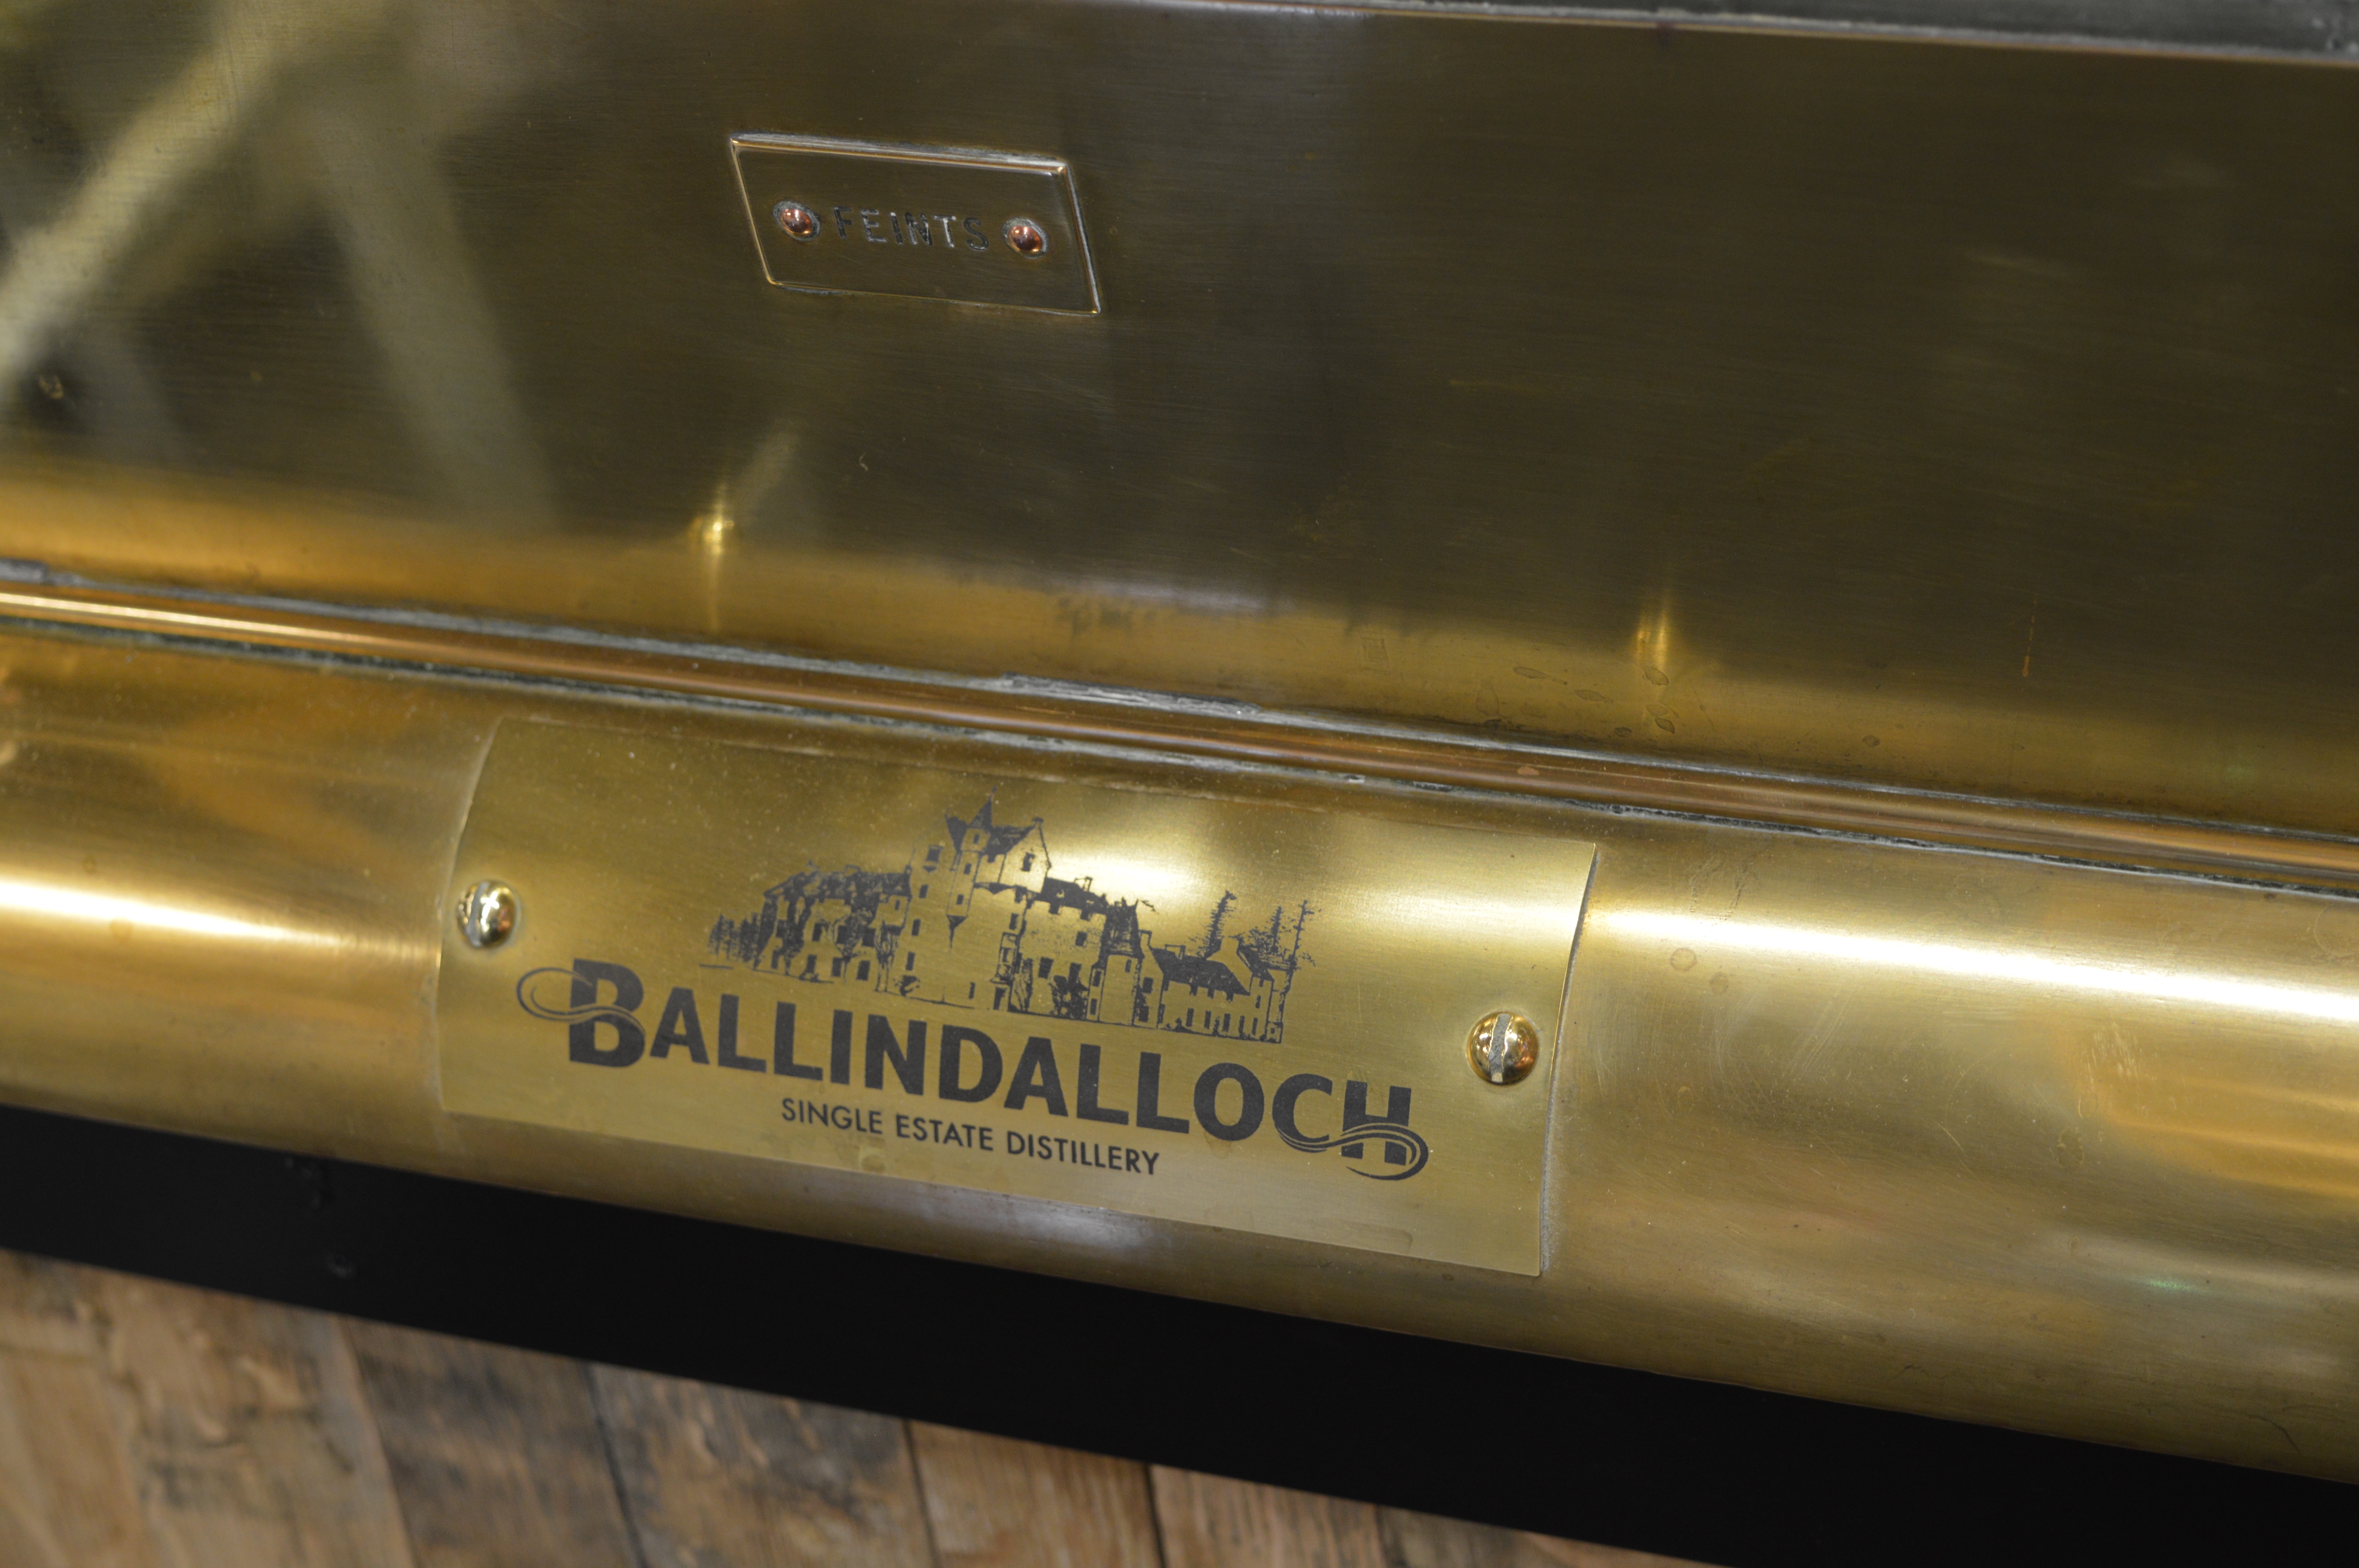 FEINTS
BALLINDALLOCH
SINGLE ESTATE DISTILLERY